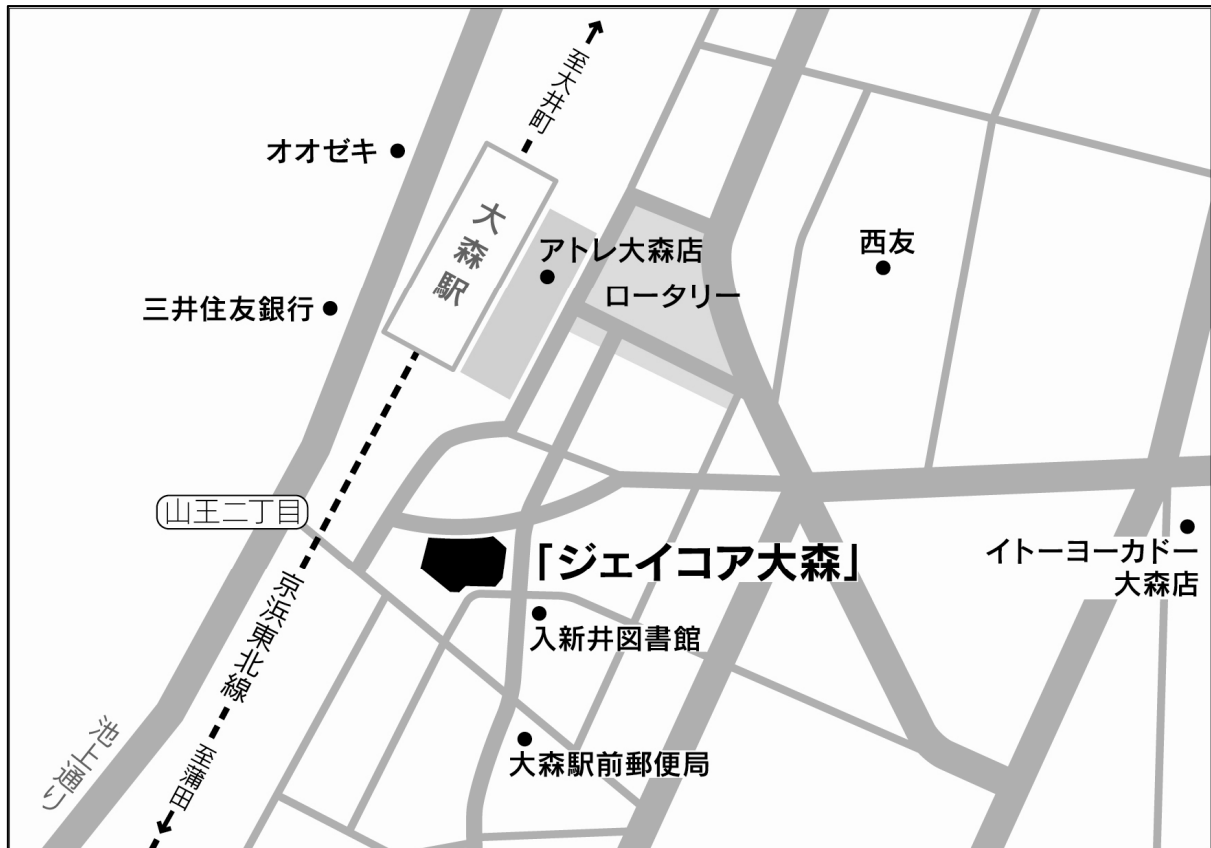 至大井町
オオゼキ
大森駅
アトレ大森店
ロータリー
西友
三井住友銀行
山王二丁目
「ジェイコア大森」
イトーヨーカドー
大森店
京浜東北線
入新井図書館
池上通り
至蒲田
大森駅前郵便局